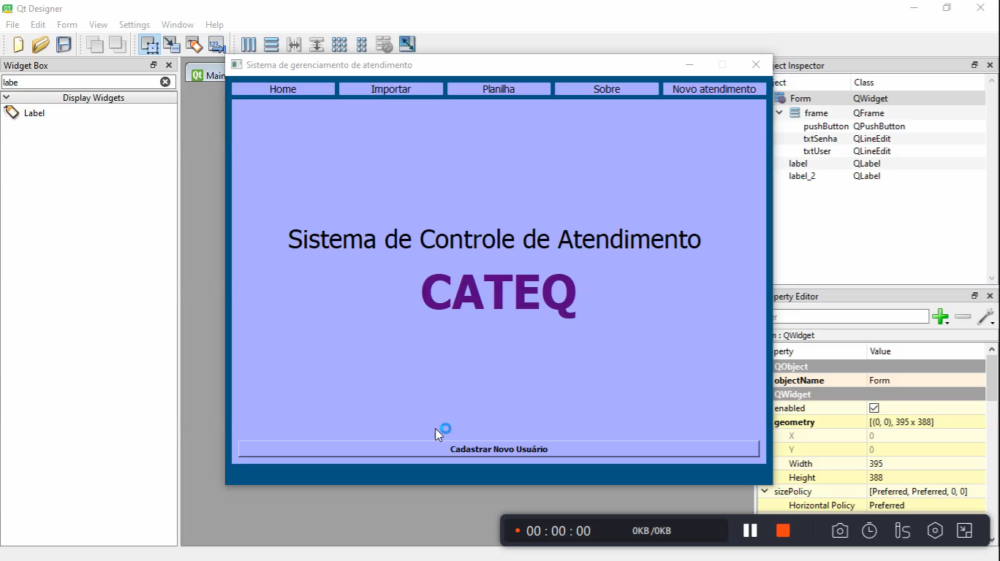 Qt Designer
File Edit Form View Settings Window Help
Widget Box
labe
Display Widgets
Label
Qt Main
Sistema de gerenciamento de atendimento
Home Importar Planilha Sobre Novo atendimento
Sistema de Controle de Atendimento
CATEQ
Cadastrar Novo Usuário
ect Inspector
ect Class
Form QWidget
frame QFrame
pushButton QPushButton
txtSenha QLineEdit
txtUser QLineEdit
label QLabel
label_2 QLabel
perty Editor
: QWidget
perty Value
QObject
objectName Form
QWidget
enabled
geometry [(0, 0), 395 x 388]
X 0
Y 0
Width 395
Height 388
sizePolicy [Preferred, Preferred, 0, 0]
Horizontal Policy Preferred
00 : 00 : 00 0KB/0KB